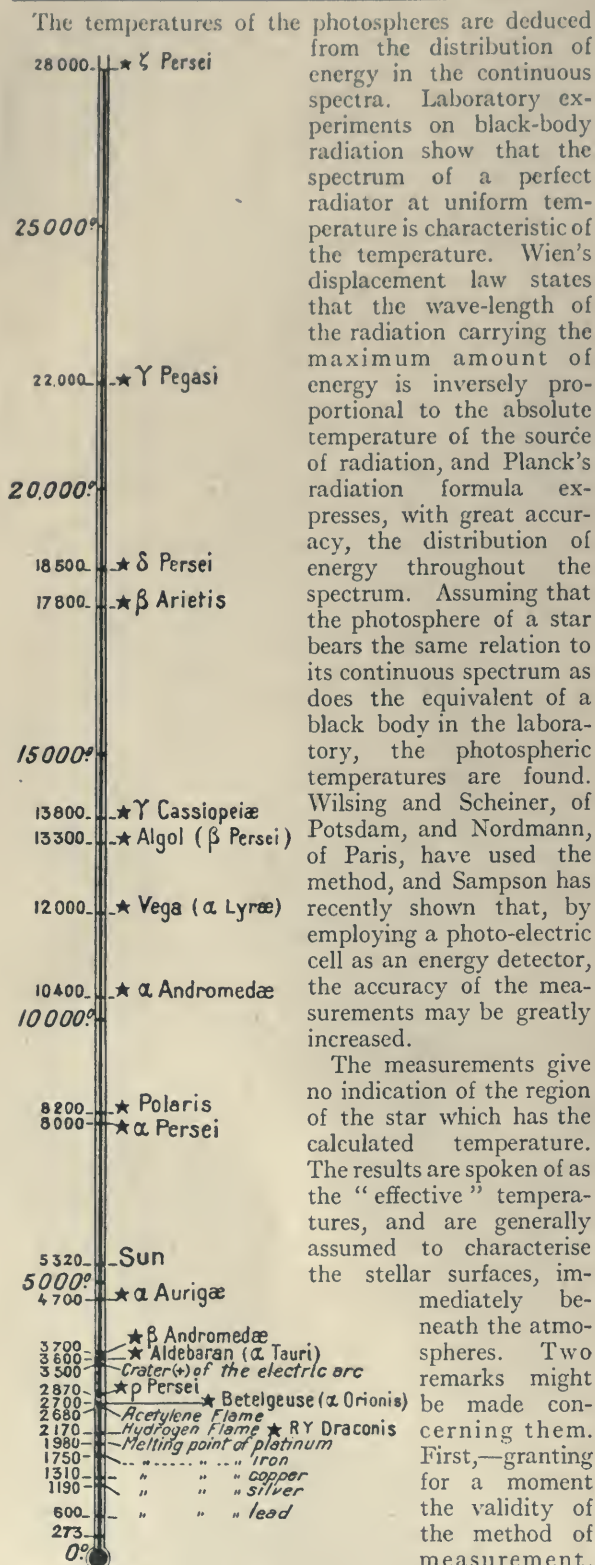 The temperatures of the photospheres are deduced
from the distribution of
energy in the continuous
spectra. Laboratory ex-
periments on black-body
radiation show that the
spectrum of a perfect
radiator at uniform tem-
perature is characteristic of
the temperature. Wien's
displacement law states
that the wave-length of
the radiation carrying the
maximum amount of
energy is inversely pro-
portional to the absolute
temperature of the source
of radiation, and Planck's
radiation formula ex-
presses, with great accur-
acy, the distribution of
energy throughout the
spectrum. Assuming that
the photosphere of a star
bears the same relation to
its continuous spectrum as
does the equivalent of a
black body in the labora-
tory, the photospheric
temperatures are found.
Wilsing and Scheiner, of
Potsdam, and Nordmann,
of Paris, have used the
method, and Sampson has
recently shown that, by
employing a photo-electric
cell as an energy detector,
the accuracy of the mea-
surements may be greatly
increased.
The measurements give
no indication of the region
of the star which has the
calculated temperature.
The results are spoken of as
the “ effective ” tempera-
tures, and are generally
assumed to characterise
the stellar surfaces, im-
mediately be-
neath the atmo-
spheres. Two
remarks might
be made con-
cerning them.
First,—granting
for a moment
the validity of
the method of
measurement,
28000 ★ ζ Persei
25000°
22,000 ★ γ Pegasi
20,000°
18500 ★ δ Persei
17800 ★ β Arietis
15000°
13800 ★ γ Cassiopeiæ
13300 ★ Algol (β Persei)
12000 ★ Vega (α Lyræ)
10400 ★ α Andromedæ
10000°
8200 ★ Polaris
8000 ★ α Persei
5320 Sun
5000°
4700 ★ α Aurigæ
3700 ★ β Andromedæ
3600 ★ Aldebaran (α Tauri)
3500 Crater(+) of the electric arc
2870 ★ ρ Persei
2700 ★ Betelgeuse (α Orionis)
2680 Acetylene Flame
2170 Hydrogen Flame ★ RY Draconis
1980 Melting point of platinum
1750 " " " iron
1310 " " " copper
1190 " " " silver
600 " " " lead
273
0°